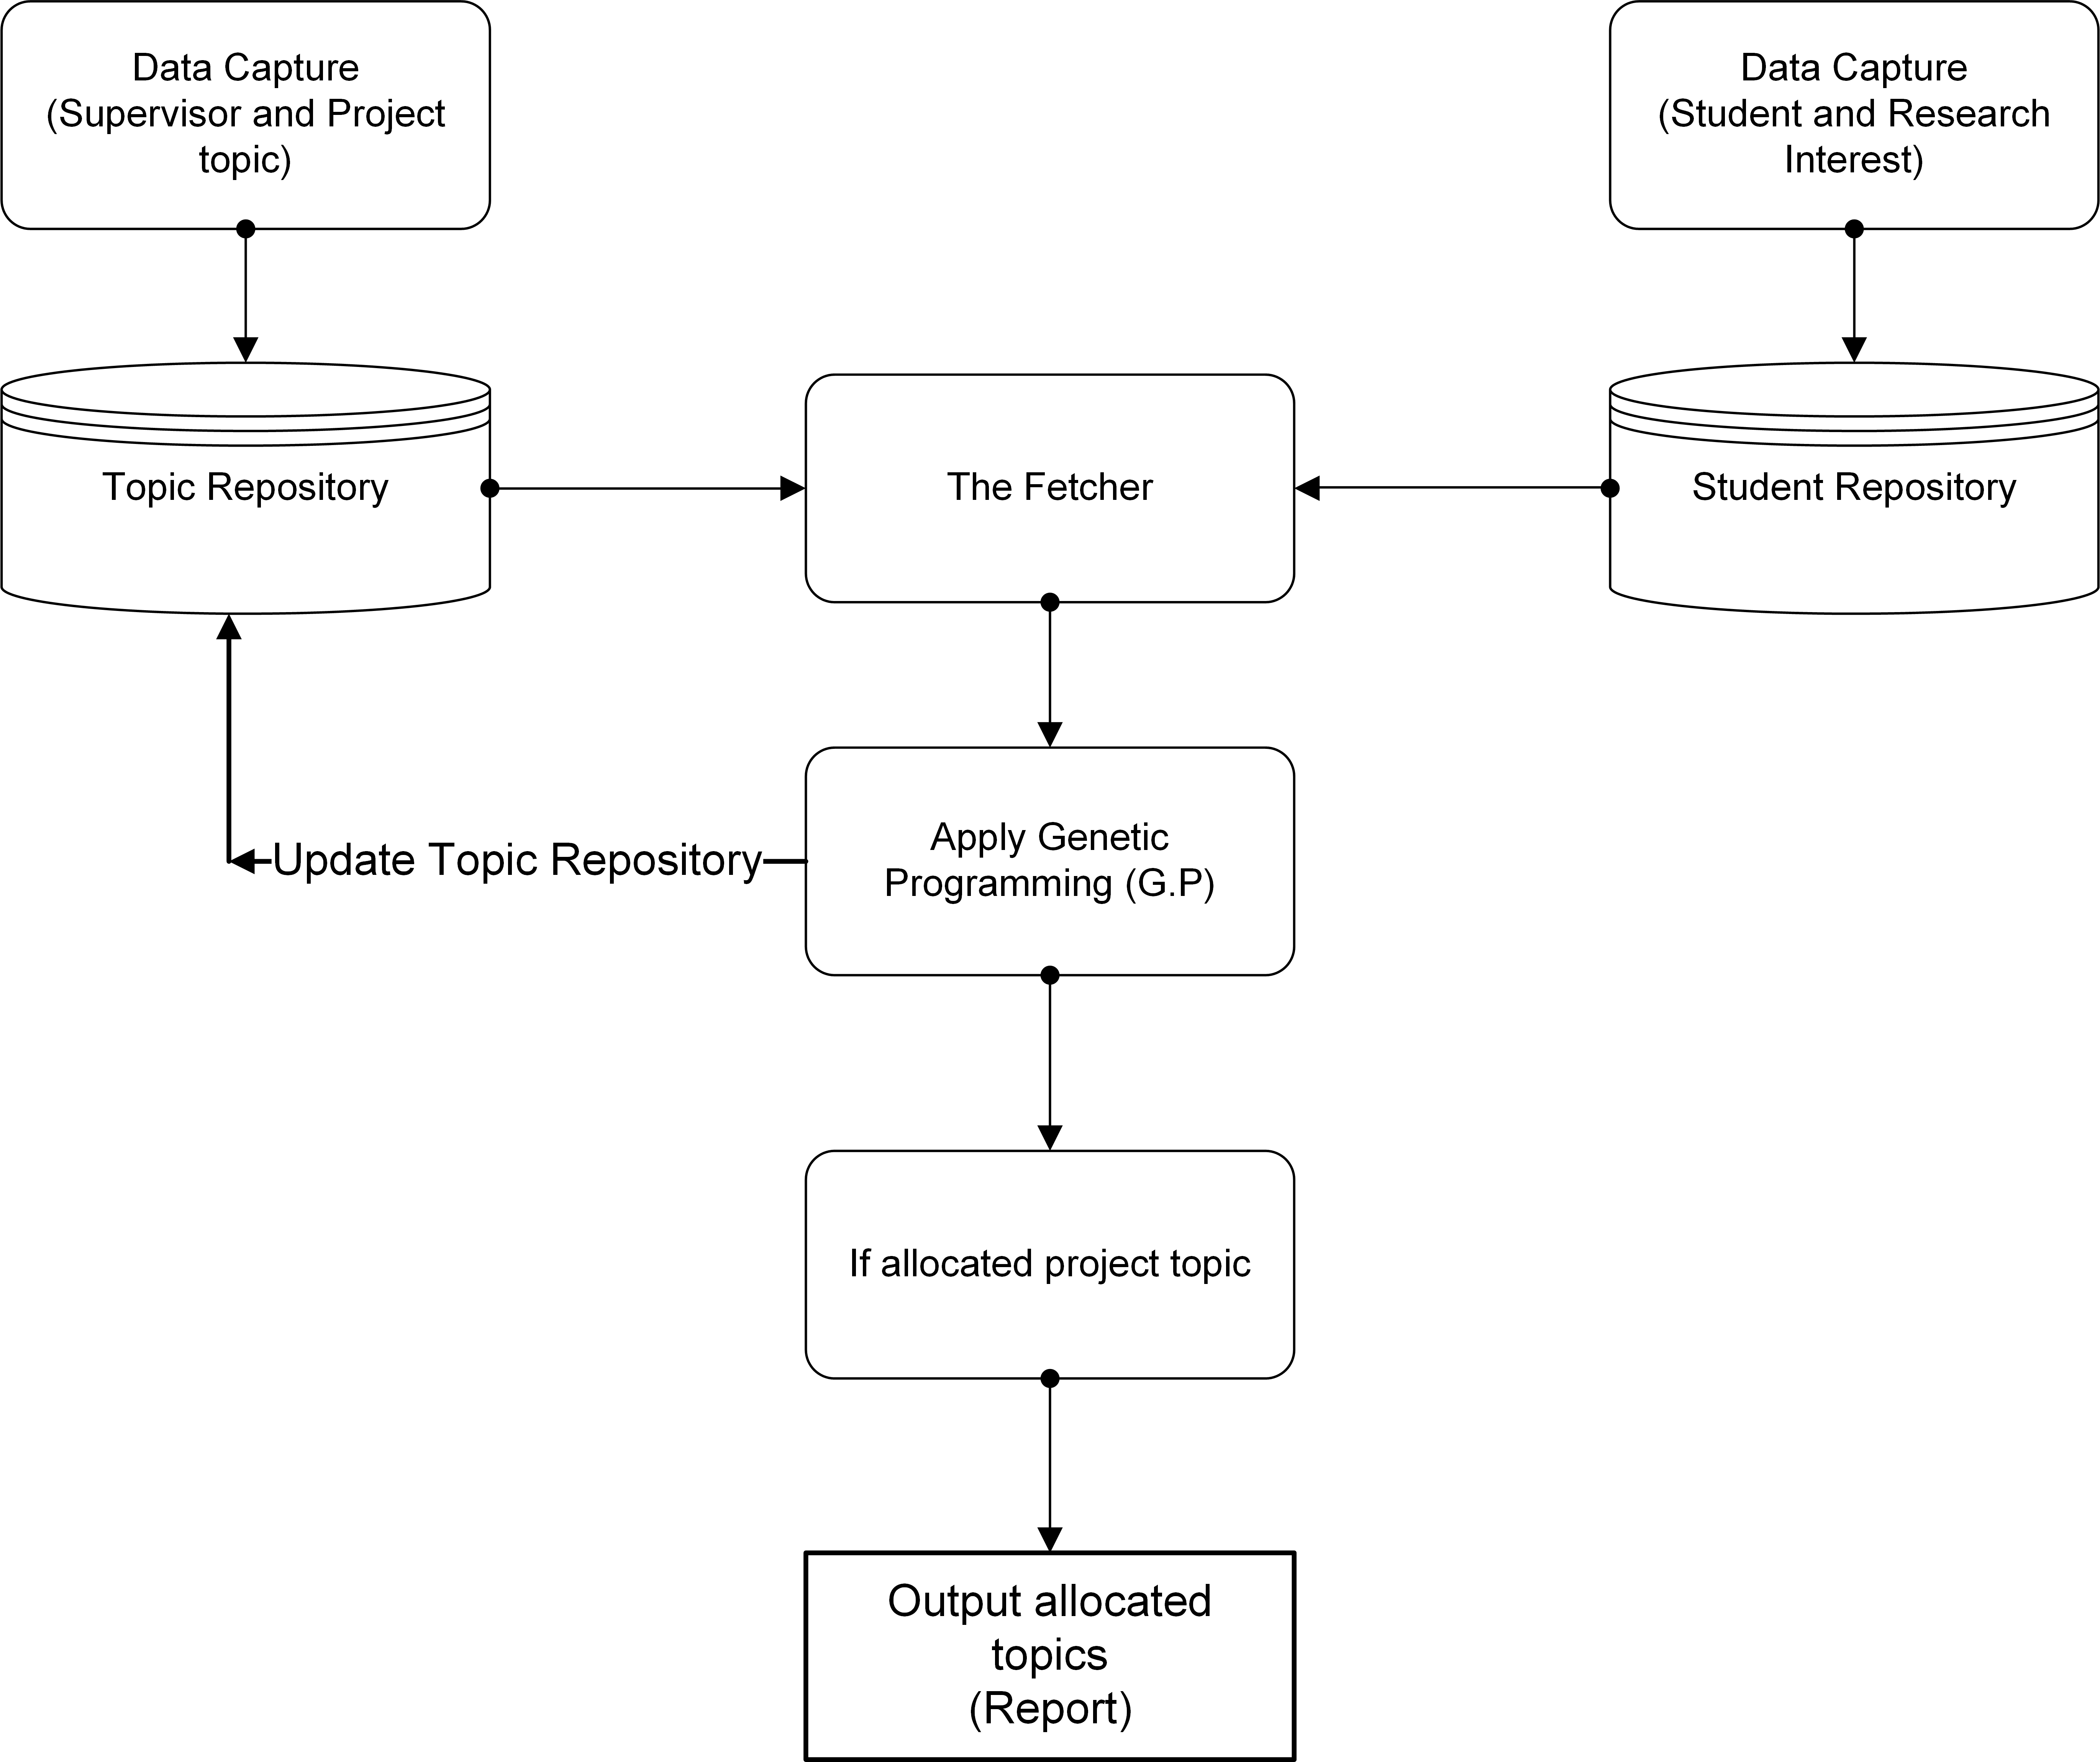 Data Capture
(Supervisor and Project
topic)
Data Capture
(Student and Research
Interest)
Topic Repository
The Fetcher
Student Repository
Apply Genetic
Programming (G.P)
Update Topic Repository
If allocated project topic
Output allocated
topics
(Report)